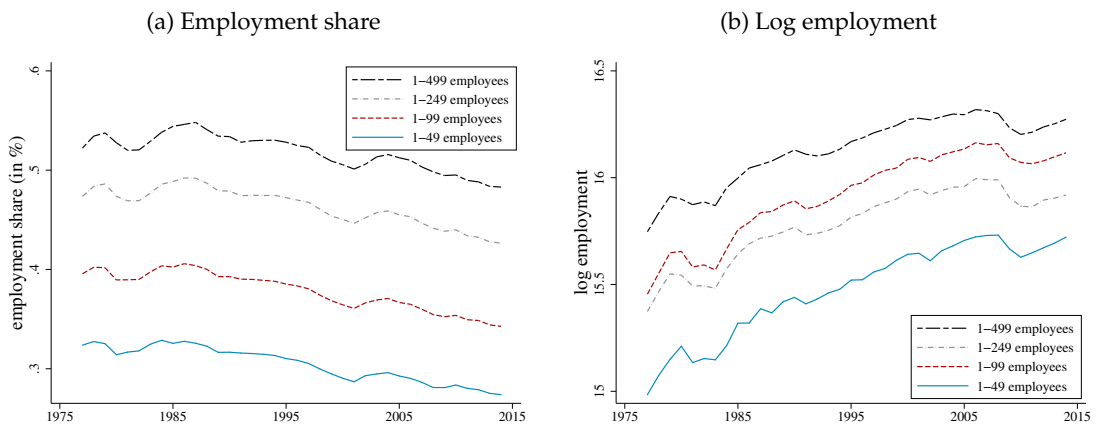 (a) Employment share
.6
.5
.4
.3
employment share (in %)
1−499 employees
1−249 employees
1−99 employees
1−49 employees
1975 1985 1995 2005 2015
(b) Log employment
16.5
16
15.5
15
log employment
1−499 employees
1−249 employees
1−99 employees
1−49 employees
1975 1985 1995 2005 2015